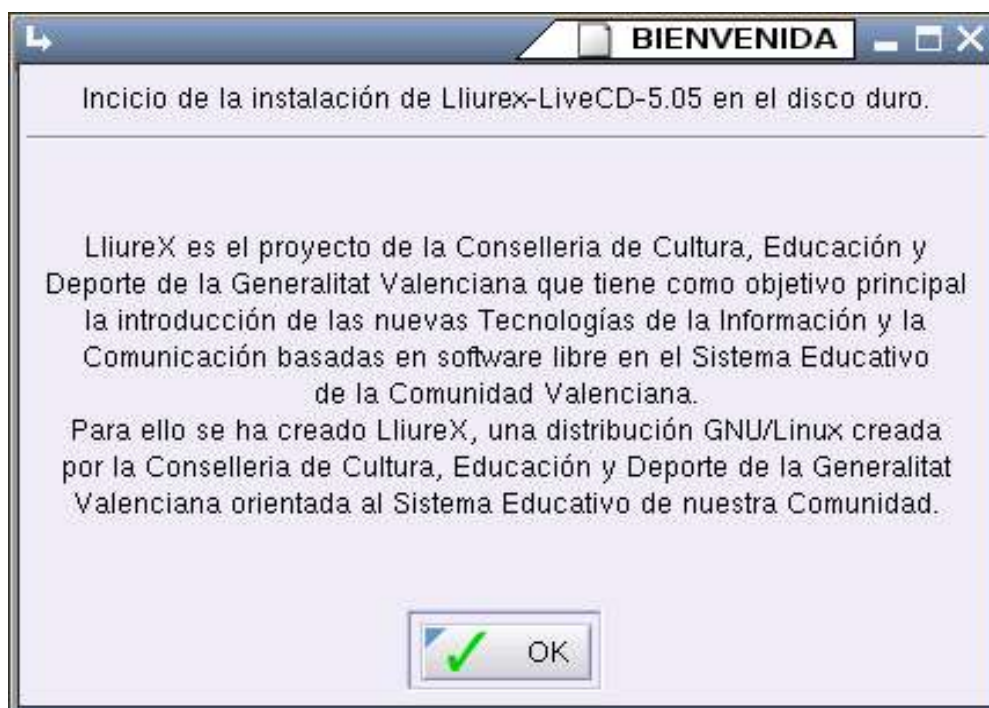 BIENVENIDA
Incicio de la instalación de Lliurex-LiveCD-5.05 en el disco duro.
LliureX es el proyecto de la Conselleria de Cultura, Educación y
Deporte de la Generalitat Valenciana que tiene como objetivo principal
la introducción de las nuevas Tecnologías de la Información y la
Comunicación basadas en software libre en el Sistema Educativo
de la Comunidad Valenciana.
Para ello se ha creado LliureX, una distribución GNU/Linux creada
por la Conselleria de Cultura, Educación y Deporte de la Generalitat
Valenciana orientada al Sistema Educativo de nuestra Comunidad.
OK